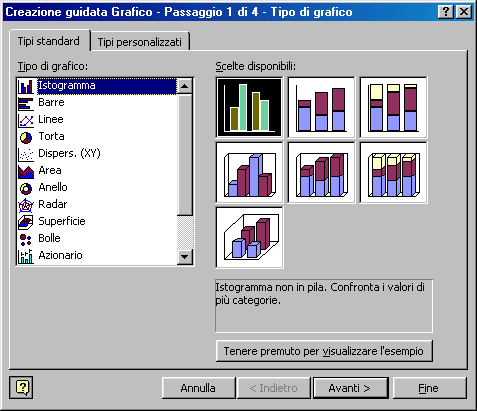 Creazione guidata Grafico - Passaggio 1 di 4 - Tipo di grafico
Tipi standard
Tipi personalizzati
Tipo di grafico:
Istogramma
Barre
Linee
Torta
Dispers. (XY)
Area
Anello
Radar
Superficie
Bolle
Azionario
Scelte disponibili:
Istogramma non in pila. Confronta i valori di
più categorie.
Tenere premuto per visualizzare l'esempio
Annulla
< Indietro
Avanti >
Fine